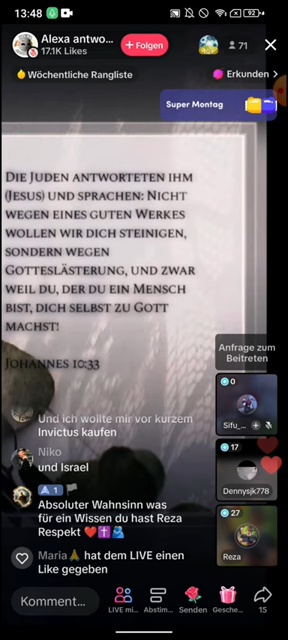 13:48
92
Alexa antwo...
17.1K Likes
+ Folgen
71
Wöchentliche Rangliste
Erkunden >
Super Montag
Die Juden antworteten ihm
(Jesus) und sprachen: Nicht
wegen eines guten Werkes
wollen wir dich steinigen,
sondern wegen
Gotteslästerung, und zwar
weil du, der du ein Mensch
bist, dich selbst zu Gott
machst!
Johannes 10:33
Anfrage zum
Beitreten
0
Sifu_...
17
Dennysjk778
27
Reza
Und ich wollte mir vor kurzem
Invictus kaufen
Niko
und Israel
1
Absoluter Wahnsinn was
für ein Wissen du hast Reza
Respekt ❤️✝️🫂
Maria🙏 hat dem LIVE einen
Like gegeben
Komment...
LIVE mi...
Abstim...
Senden
Gesche...
15